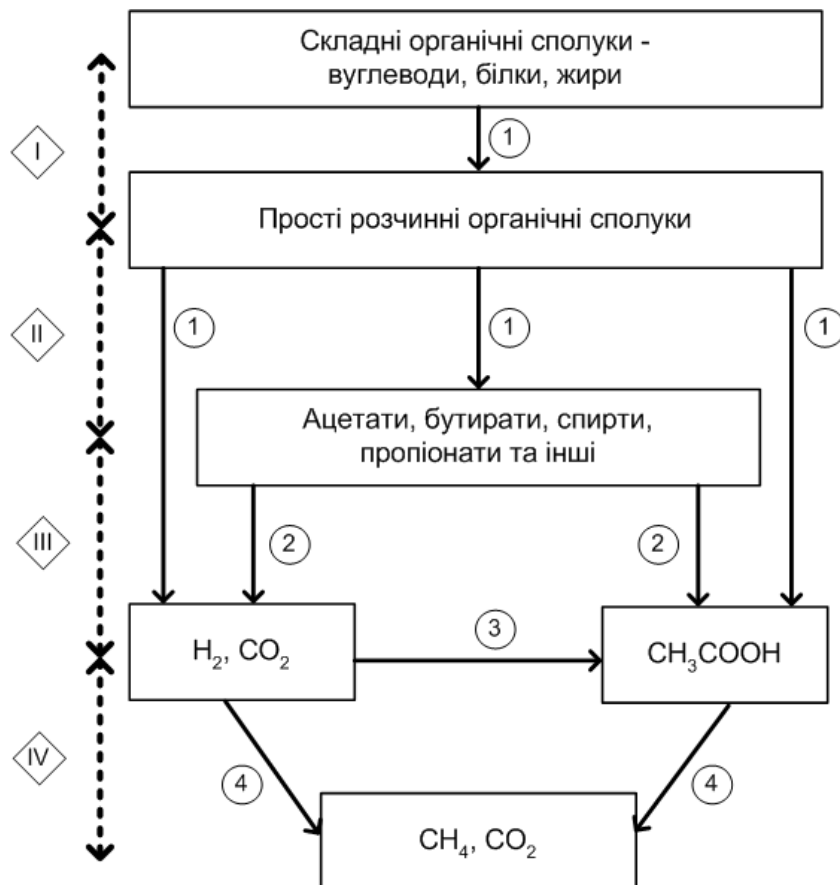 Складні органічні сполуки -
вуглеводи, білки, жири
I
1
Прості розчинні органічні сполуки
II
1
1
1
Ацетати, бутирати, спирти,
пропіонати та інші
III
2
2
3
H₂, CO₂
CH₃COOH
IV
4
4
CH₄, CO₂